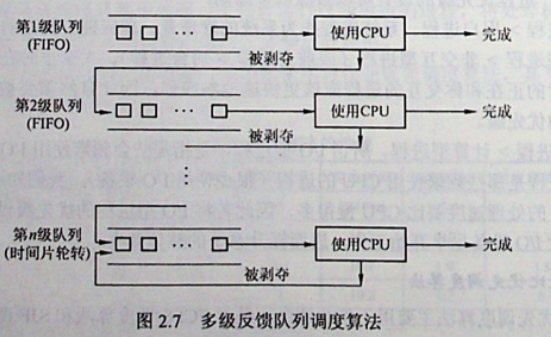 第1级队列
(FIFO)
使用CPU
完成
被剥夺
第2级队列
(FIFO)
使用CPU
完成
被剥夺
第n级队列
(时间片轮转)
使用CPU
完成
被剥夺
图 2.7 多级反馈队列调度算法